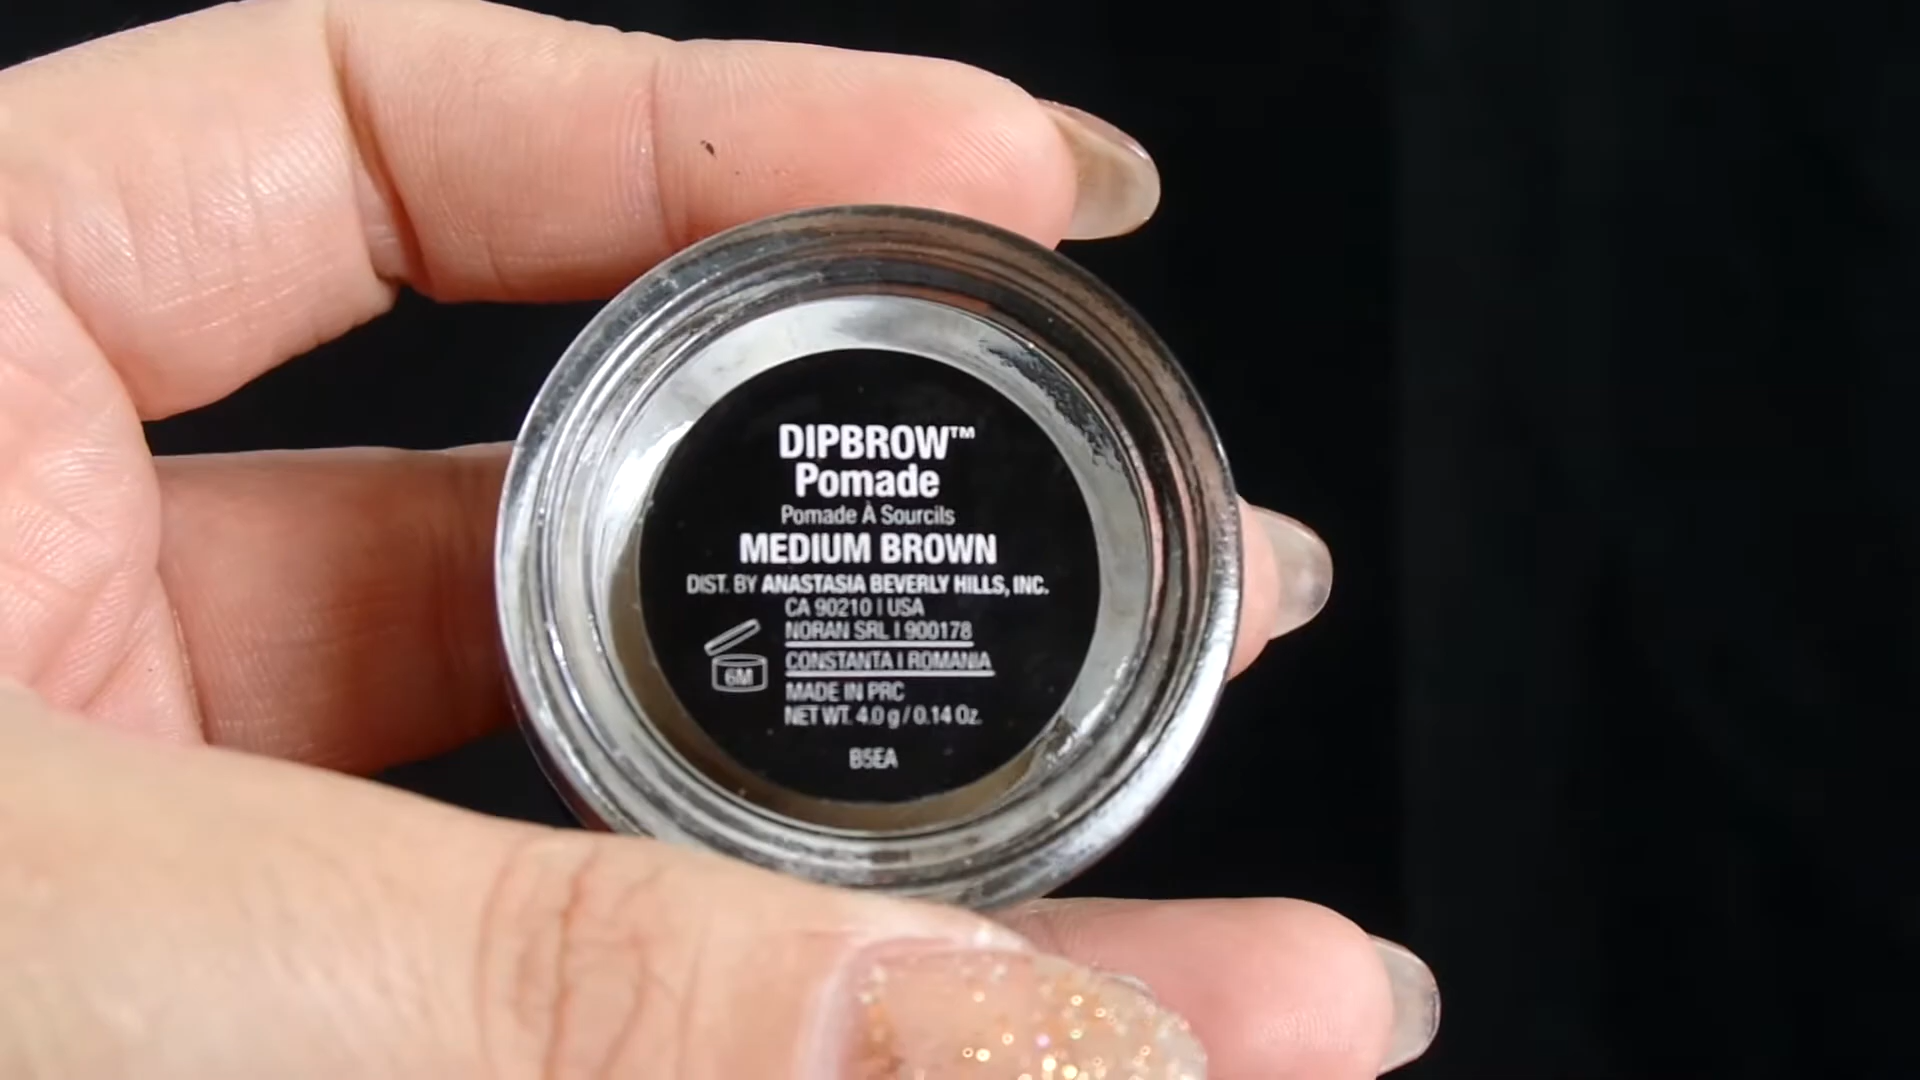 DIPBROW™
Pomade
Pomade À Sourcils
MEDIUM BROWN
DIST. BY ANASTASIA BEVERLY HILLS, INC.
CA 90210 | USA
NORAN SRL | 900178
CONSTANTA | ROMANIA
6M
MADE IN PRC
NET WT. 4.0 g / 0.14 Oz.
B5EA